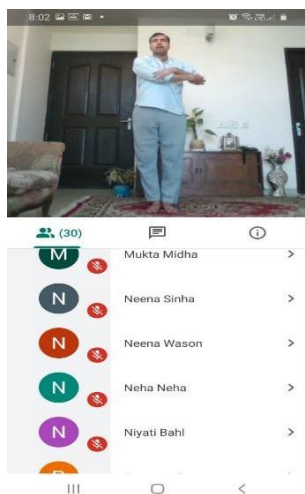 8:02
(30)
M
Mukta Midha
N
Neena Sinha
N
Neena Wason
N
Neha Neha
N
Niyati Bahl